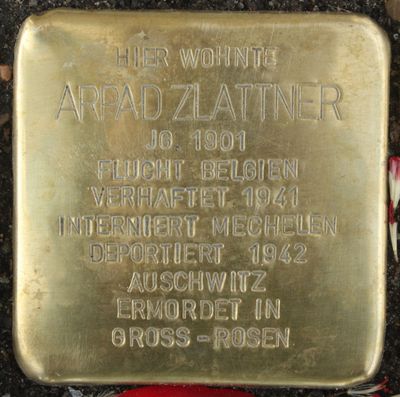 HIER WOHNTE
ARPAD ZLATTNER
JG. 1901
FLUCHT BELGIEN
VERHAFTET 1941
INTERNIERT MECHELEN
DEPORTIERT 1942
AUSCHWITZ
ERMORDET IN
GROSS-ROSEN